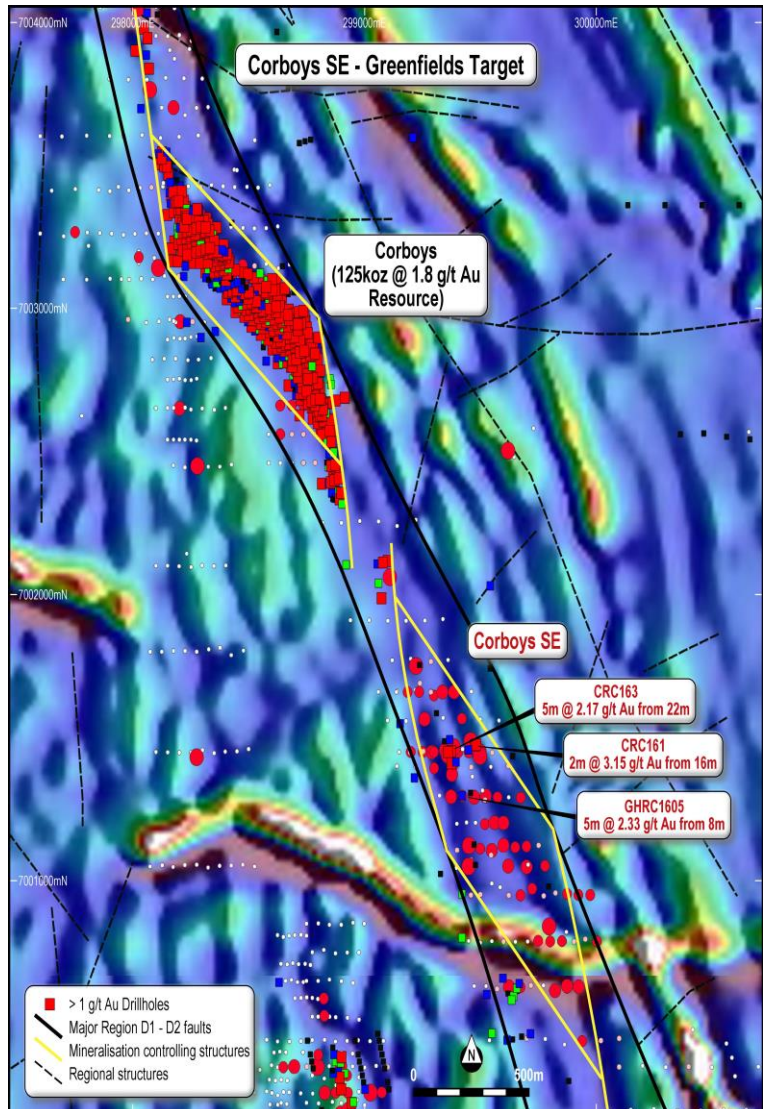 7004000mN
298000mE
299000mE
300000mE
Corboys SE - Greenfields Target
Corboys
(125koz @ 1.8 g/t Au
Resource)
7003000mN
7002000mN
Corboys SE
CRC163
5m @ 2.17 g/t Au from 22m
CRC161
2m @ 3.15 g/t Au from 16m
GHRC1605
5m @ 2.33 g/t Au from 8m
7001000mN
> 1 g/t Au Drillholes
Major Region D1 - D2 faults
Mineralisation controlling structures
Regional structures
N
0
500m